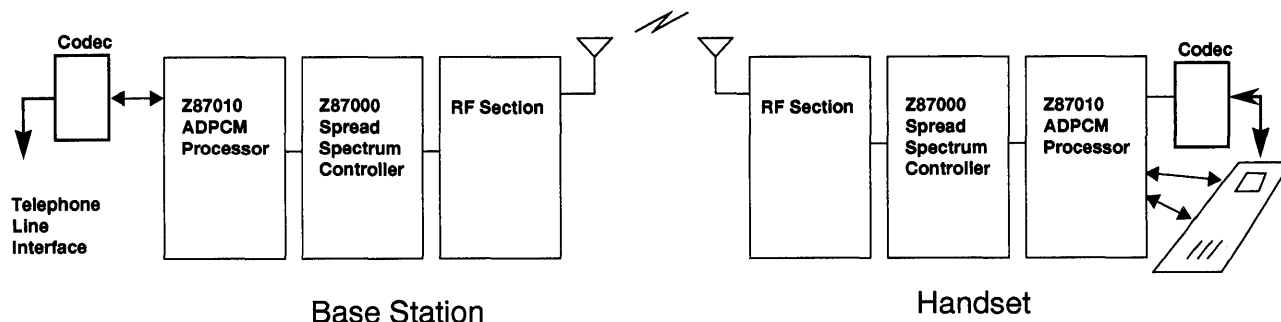 Codec
Z87010
ADPCM
Processor
Z87000
Spread
Spectrum
Controller
RF Section
Telephone
Line
Interface
Base Station
RF Section
Z87000
Spread
Spectrum
Controller
Z87010
ADPCM
Processor
Codec
Handset